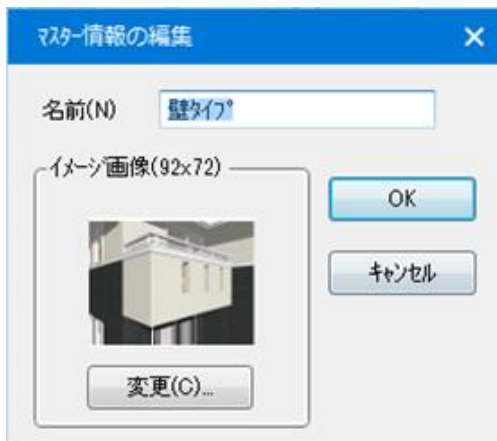 ﾏｽﾀｰ情報の編集
名前(N)
壁ﾀｲﾌﾟ
ｲﾒｰｼﾞ画像(92x72)
OK
ｷｬﾝｾﾙ
変更(C)...